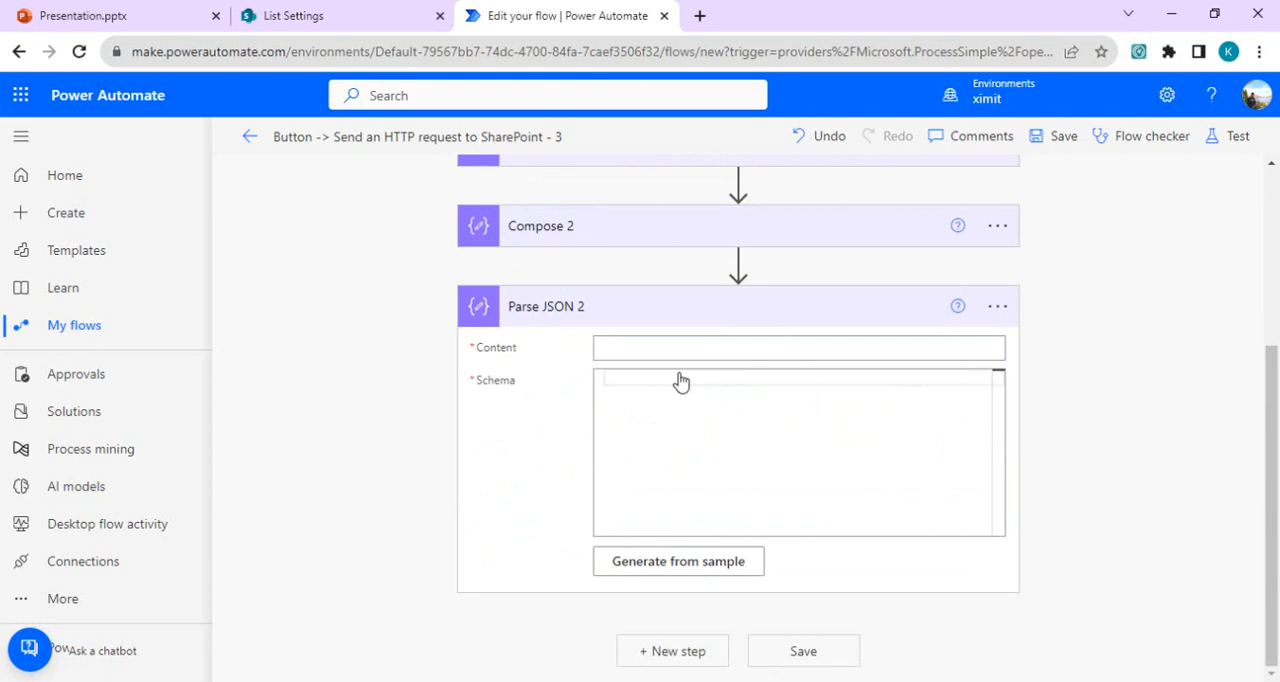 Presentation.pptx
List Settings
Edit your flow | Power Automate
make.powerautomate.com/environments/Default-79567bb7-74dc-4700-84fa-7caef3506f32/flows/new?trigger=providers%2FMicrosoft.ProcessSimple%2Fope...
K
Power Automate
Search
Environments
ximit
Button -> Send an HTTP request to SharePoint - 3
Undo
Redo
Comments
Save
Flow checker
Test
Home
Create
Templates
Learn
My flows
Approvals
Solutions
Process mining
AI models
Desktop flow activity
Connections
More
Ask a chatbot
Compose 2
Parse JSON 2
* Content
* Schema
Generate from sample
+ New step
Save